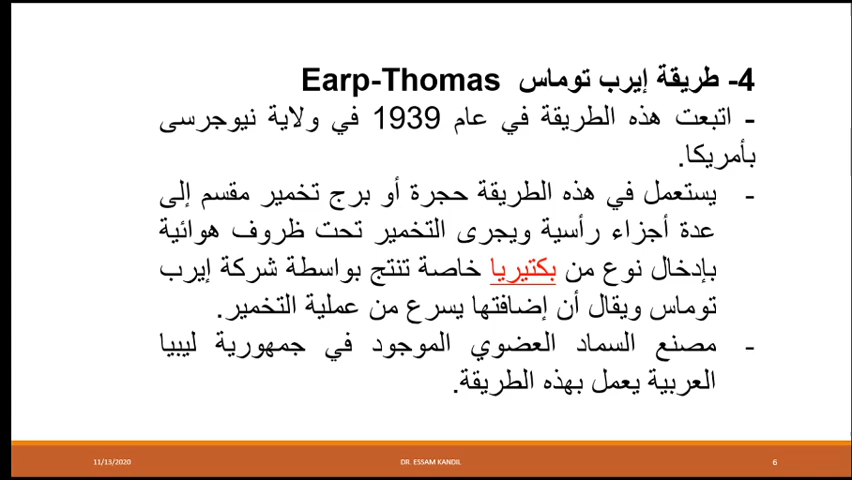 4- طريقة إيرب توماس Earp-Thomas
- اتبعت هذه الطريقة في عام 1939 في ولاية نيوجرسى
بأمريكا.
- يستعمل في هذه الطريقة حجرة أو برج تخمير مقسم إلى
عدة أجزاء رأسية ويجرى التخمير تحت ظروف هوائية
بإدخال نوع من بكتيريا خاصة تنتج بواسطة شركة إيرب
توماس ويقال أن إضافتها يسرع من عملية التخمير.
- مصنع السماد العضوي الموجود في جمهورية ليبيا
العربية يعمل بهذه الطريقة.
11/13/2020 DR. ESSAM KANDIL 6